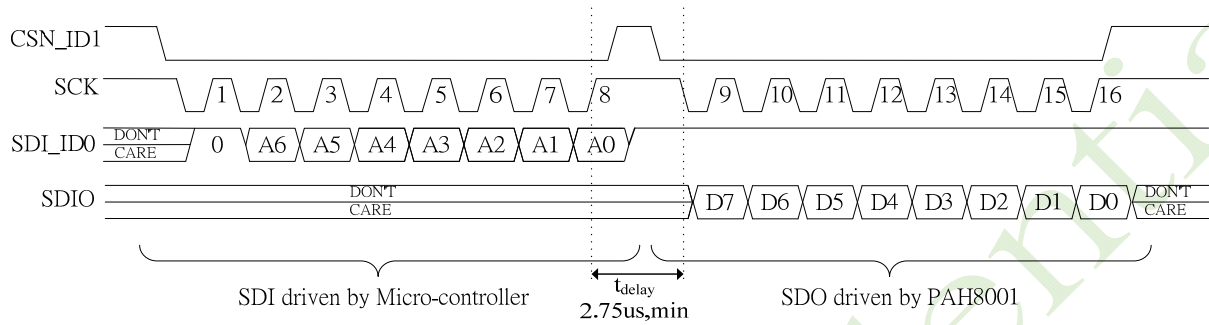 CSN_ID1
SCK 1 2 3 4 5 6 7 8 9 10 11 12 13 14 15 16
SDI_ID0 DON'T CARE 0 A6 A5 A4 A3 A2 A1 A0
SDIO DON'T CARE D7 D6 D5 D4 D3 D2 D1 D0 DON'T CARE
SDI driven by Micro-controller
tdelay
2.75us,min
SDO driven by PAH8001